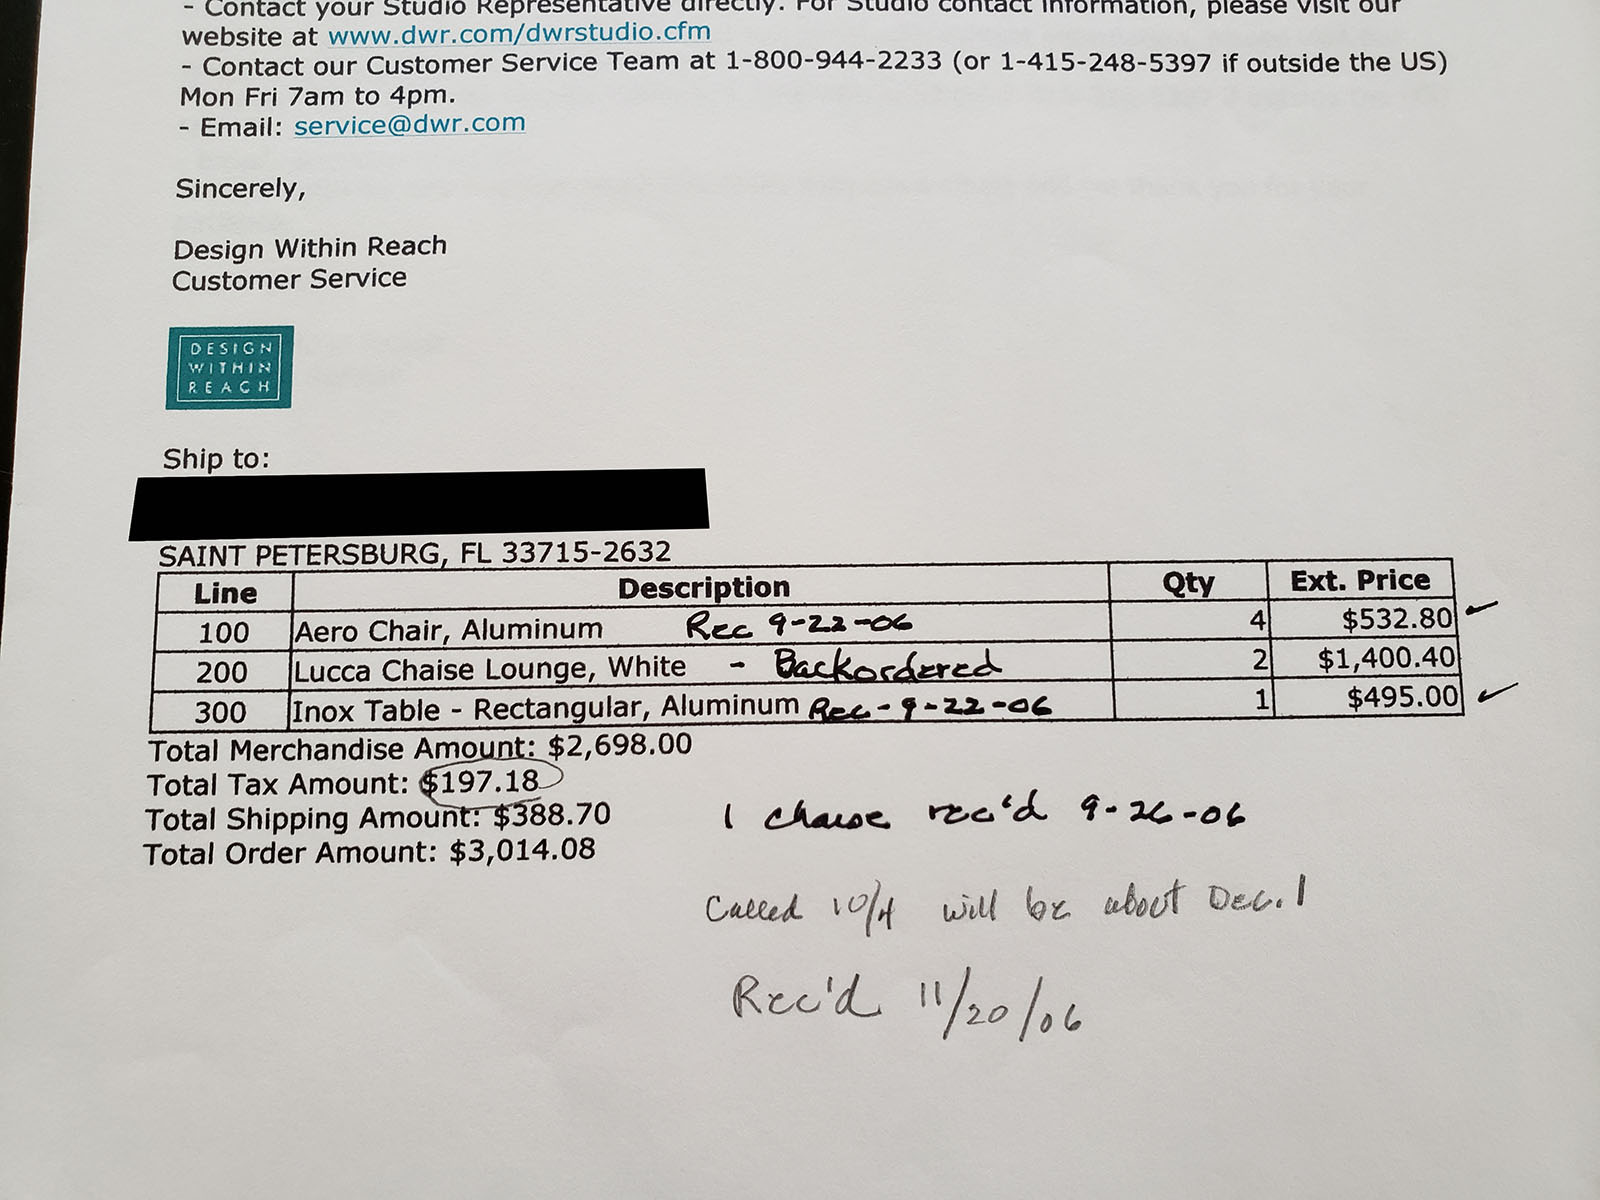 - Contact your Studio Representative directly. For Studio contact information, please visit our
website at www.dwr.com/dwrstudio.cfm
- Contact our Customer Service Team at 1-800-944-2233 (or 1-415-248-5397 if outside the US)
Mon Fri 7am to 4pm.
- Email: service@dwr.com
Sincerely,
Design Within Reach
Customer Service
DESIGN
WITHIN
REACH
Ship to:
SAINT PETERSBURG, FL 33715-2632
Line Description Qty Ext. Price
100 Aero Chair, Aluminum Rec 9-22-06 4 $532.80
200 Lucca Chaise Lounge, White - Backordered 2 $1,400.40
300 Inox Table - Rectangular, Aluminum Rec - 9-22-06 1 $495.00
Total Merchandise Amount: $2,698.00
Total Tax Amount: $197.18
Total Shipping Amount: $388.70
1 chaise rec'd 9-26-06
Total Order Amount: $3,014.08
Called 10/4 will be about Dec. 1
Rec'd 11/20/06